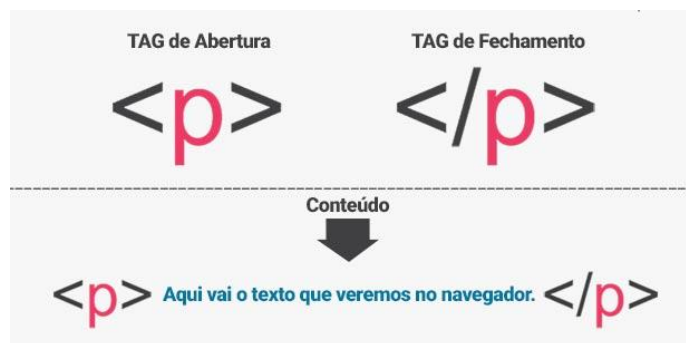 TAG de Abertura TAG de Fechamento
<p> </p>
Conteúdo
<p> Aqui vai o texto que veremos no navegador. </p>